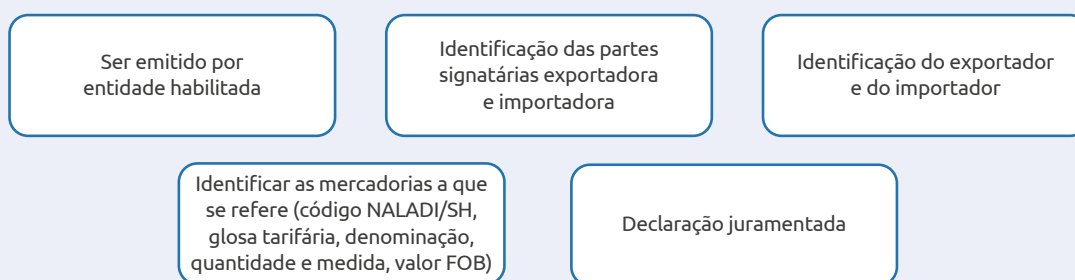 Ser emitido por
entidade habilitada
Identificação das partes
signatárias exportadora
e importadora
Identificação do exportador
e do importador
Identificar as mercadorias a que
se refere (código NALADI/SH,
glosa tarifária, denominação,
quantidade e medida, valor FOB)
Declaração juramentada